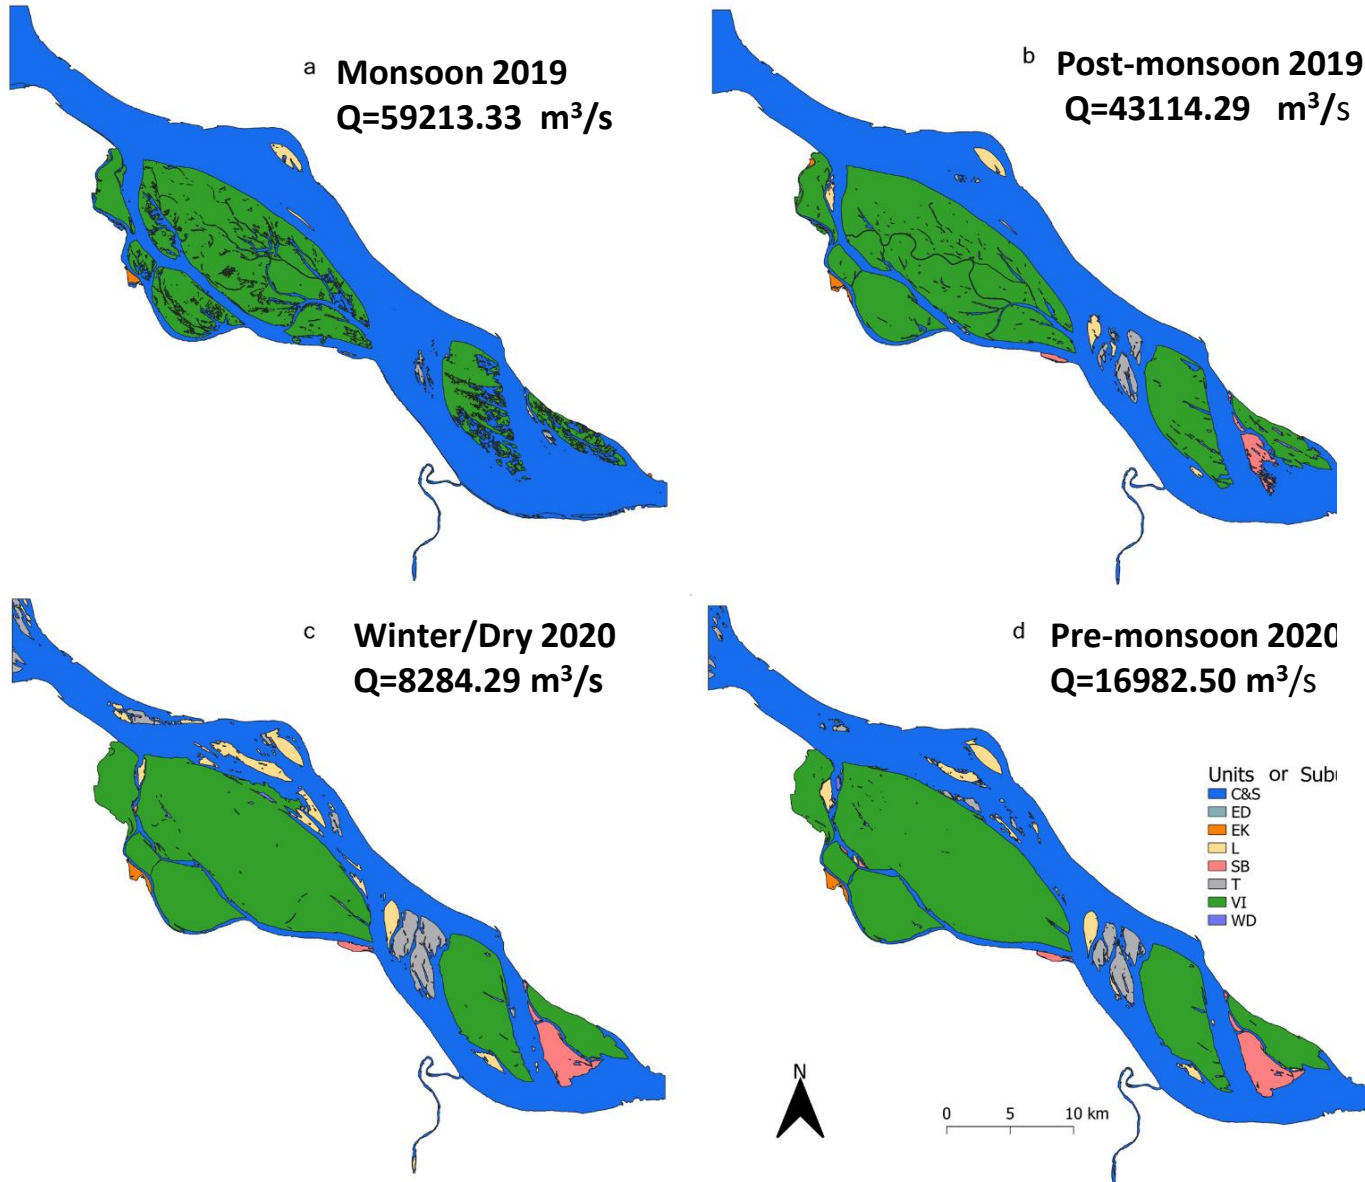 a Monsoon 2019
Q=59213.33 m³/s
b Post-monsoon 2019
Q=43114.29 m³/s
c Winter/Dry 2020
Q=8284.29 m³/s
d Pre-monsoon 2020
Q=16982.50 m³/s
Units or Subu
C&S
ED
EK
L
SB
T
VI
WD
N
0 5 10 km